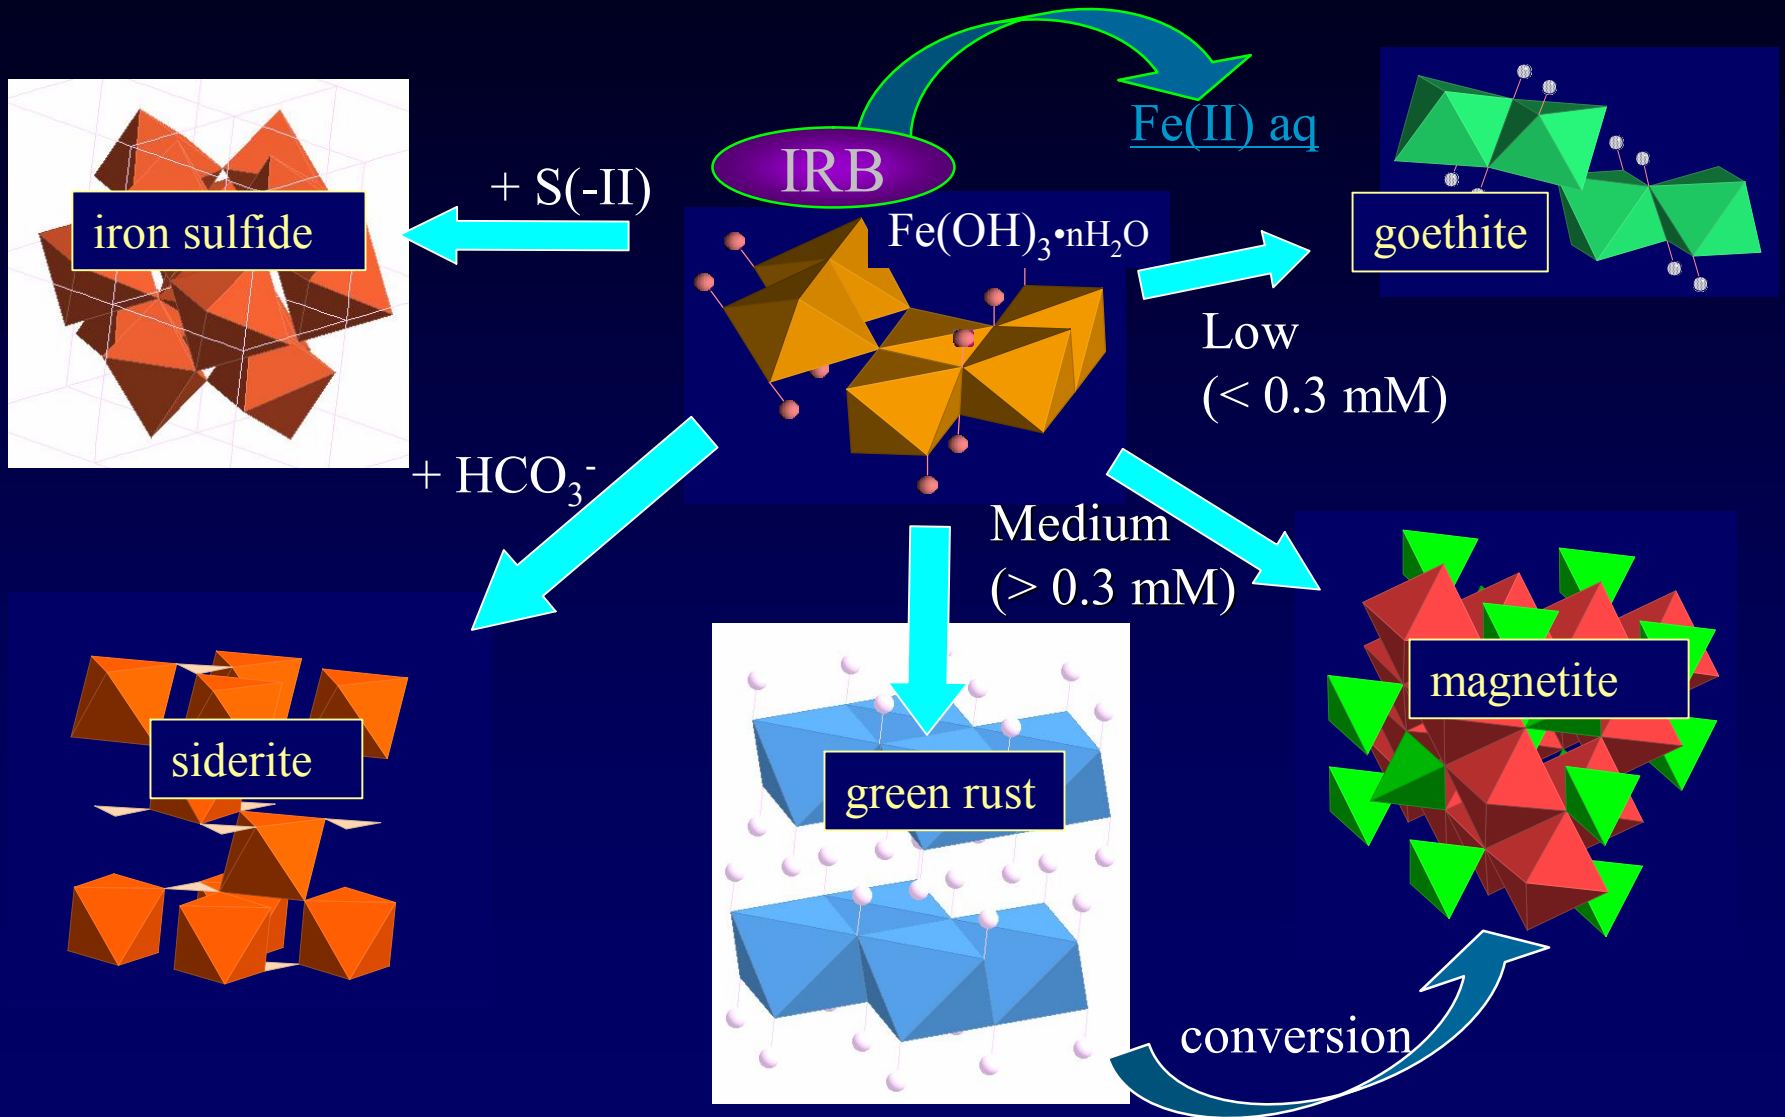 Fe(II) aq
IRB
+ S(-II)
iron sulfide
Fe(OH)₃•nH₂O
goethite
Low
(< 0.3 mM)
+ HCO₃⁻
Medium
(> 0.3 mM)
magnetite
siderite
green rust
conversion